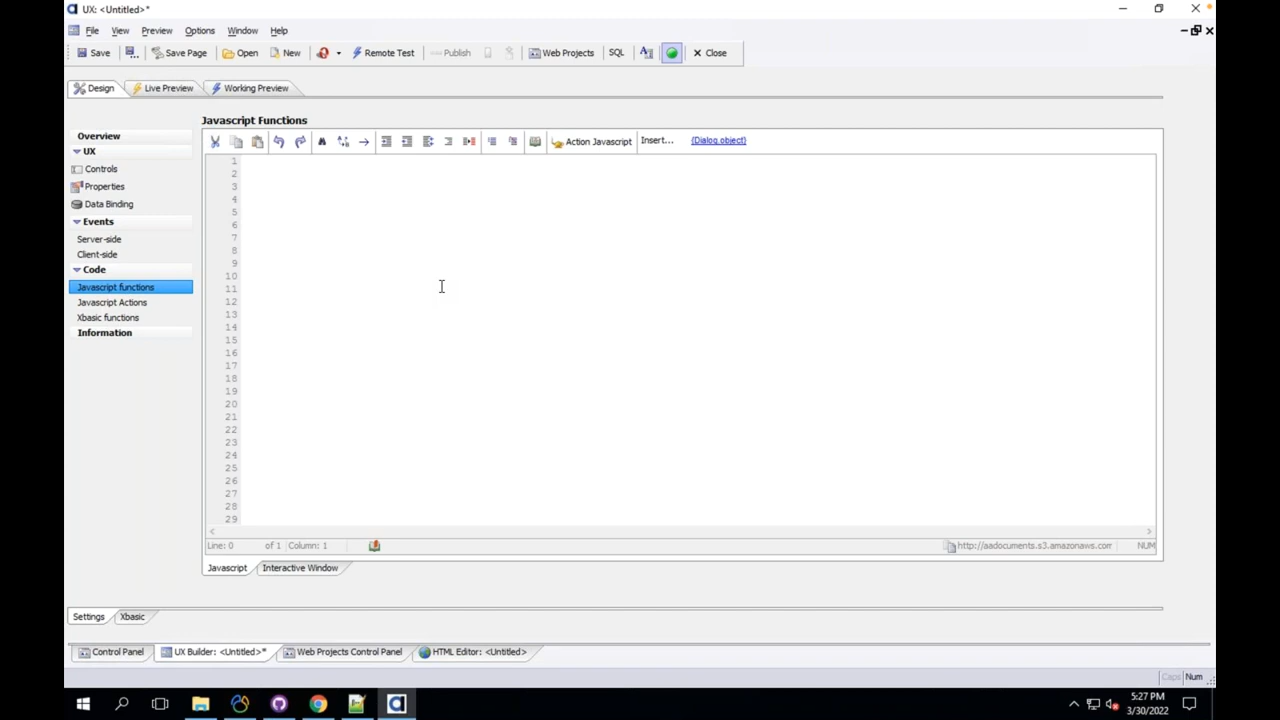 UX: <Untitled>*
File View Preview Options Window Help
Save Save Page Open New Remote Test Publish Web Projects SQL Close
Design Live Preview Working Preview
Javascript Functions
Action Javascript Insert... {Dialog object}
Overview
UX
Controls
Properties
Data Binding
Events
Server-side
Client-side
Code
Javascript functions
Javascript Actions
Xbasic functions
Information
1
2
3
4
5
6
7
8
9
10
11
12
13
14
15
16
17
18
19
20
21
22
23
24
25
26
27
28
29
Line: 0 of 1 Column: 1 http://aadocuments.s3.amazonaws.com NUM
Javascript Interactive Window
Settings Xbasic
Control Panel UX Builder: <Untitled>* Web Projects Control Panel HTML Editor: <Untitled>
Caps Num
5:27 PM
3/30/2022